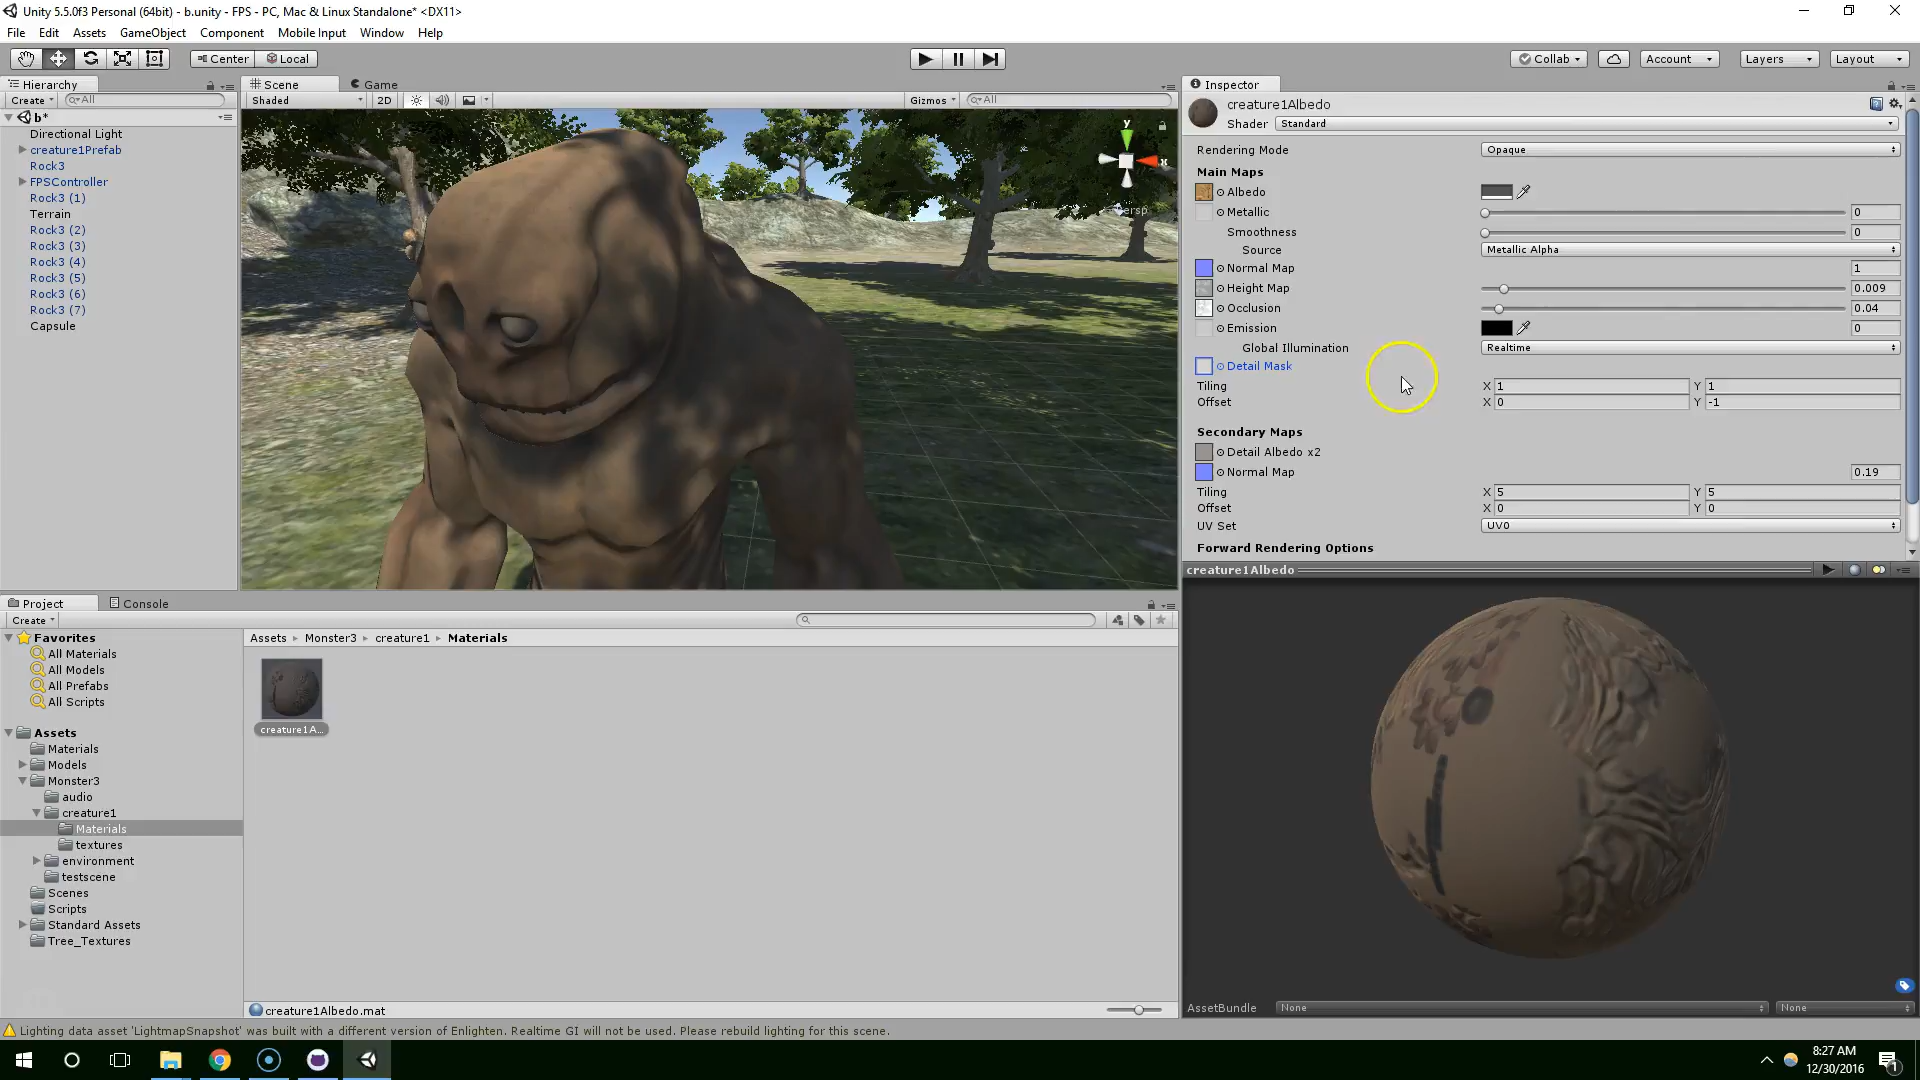 Unity 5.5.0f3 Personal (64bit) - b.unity - FPS - PC, Mac & Linux Standalone* <DX11>
File Edit Assets GameObject Component Mobile Input Window Help
Center Local Collab Account Layers Layout
Hierarchy
Create All
b*
Directional Light
creature1Prefab
Rock3
FPSController
Rock3 (1)
Terrain
Rock3 (2)
Rock3 (3)
Rock3 (4)
Rock3 (5)
Rock3 (6)
Rock3 (7)
Capsule
Scene Game
Shaded 2D Gizmos All
y
x
Persp
Inspector
creature1Albedo
Shader Standard
Rendering Mode Opaque
Main Maps
Albedo
Metallic 0
Smoothness 0
Source Metallic Alpha
Normal Map 1
Height Map 0.009
Occlusion 0.04
Emission 0
Global Illumination Realtime
Detail Mask
Tiling X 1 Y 1
Offset X 0 Y -1
Secondary Maps
Detail Albedo x2
Normal Map 0.19
Tiling X 5 Y 5
Offset X 0 Y 0
UV Set UV0
Forward Rendering Options
creature1Albedo
AssetBundle None None
Project Console
Create
Favorites
All Materials
All Models
All Prefabs
All Scripts
Assets
Materials
Models
Monster3
audio
creature1
Materials
textures
environment
testscene
Scenes
Scripts
Standard Assets
Tree_Textures
Assets Monster3 creature1 Materials
creature1A...
creature1Albedo.mat
Lighting data asset 'LightmapSnapshot' was built with a different version of Enlighten. Realtime GI will not be used. Please rebuild lighting for this scene.
8:27 AM
12/30/2016
1